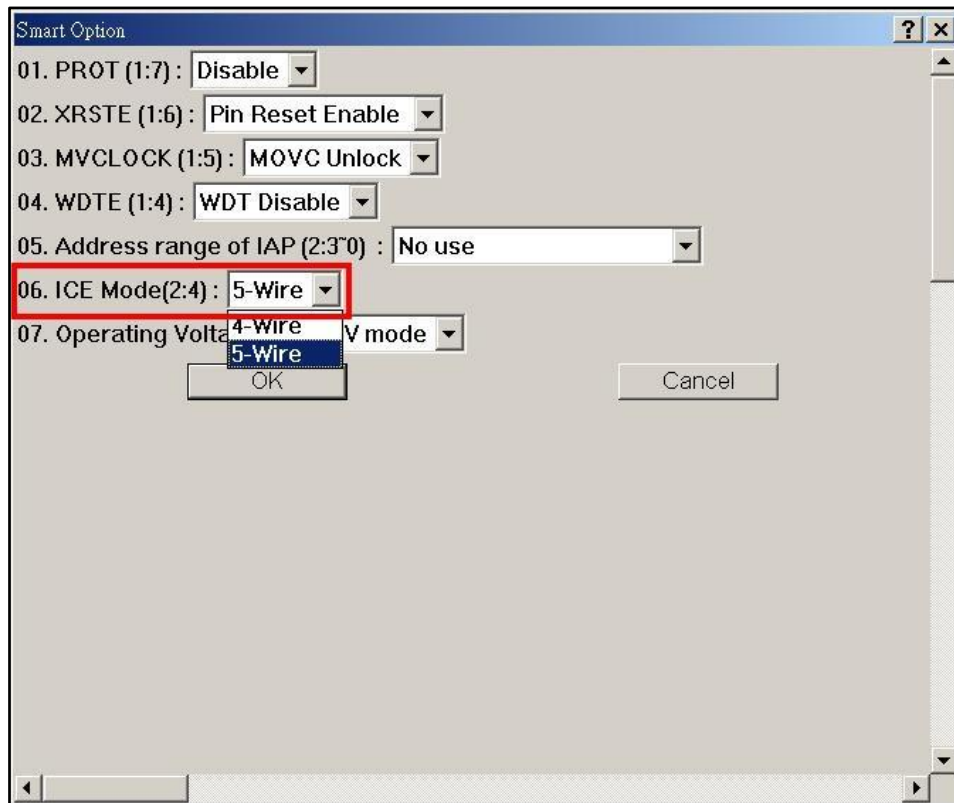 Smart Option
01. PROT (1:7) : Disable
02. XRSTE (1:6) : Pin Reset Enable
03. MVCLOCK (1:5) : MOVC Unlock
04. WDTE (1:4) : WDT Disable
05. Address range of IAP (2:3~0) : No use
06. ICE Mode(2:4) : 5-Wire
4-Wire
07. Operating Volta V mode
5-Wire
OK Cancel